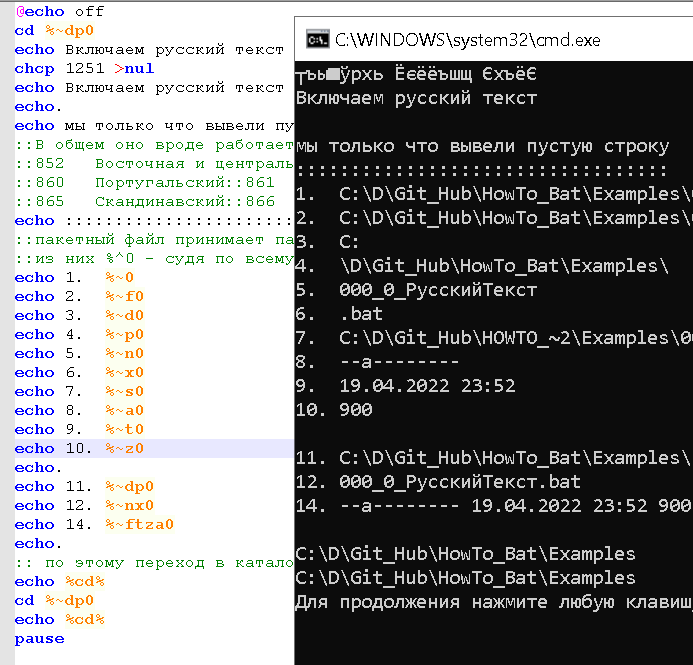 @echo off
cd %~dp0
echo Включаем русский текст
chcp 1251 >nul
echo Включаем русский текст
echo.
echo мы только что вывели пу
::В общем оно вроде работает
::852 Восточная и централь
::860 Португальский::861
::865 Скандинавский::866
echo ::::::::::::::::::::::::
::пакетный файл принимает па
::из них %^0 - судя по всему
echo 1. %~0
echo 2. %~f0
echo 3. %~d0
echo 4. %~p0
echo 5. %~n0
echo 6. %~x0
echo 7. %~s0
echo 8. %~a0
echo 9. %~t0
echo 10. %~z0
echo.
echo 11. %~dp0
echo 12. %~nx0
echo 14. %~ftza0
echo.
:: по этому переход в катало
echo %cd%
cd %~dp0
echo %cd%
pause
C:\WINDOWS\system32\cmd.exe
┬ъы■ўрхь Ёєёёъшщ ЄхъёЄ
Включаем русский текст
мы только что вывели пустую строку
::::::::::::::::::::::::::::::::::
1. C:\D\Git_Hub\HowTo_Bat\Examples\
2. C:\D\Git_Hub\HowTo_Bat\Examples\
3. C:
4. \D\Git_Hub\HowTo_Bat\Examples\
5. 000_0_РусскийТекст
6. .bat
7. C:\D\Git_Hub\HOWTO_~2\Examples\00
8. --a--------
9. 19.04.2022 23:52
10. 900
11. C:\D\Git_Hub\HowTo_Bat\Examples\
12. 000_0_РусскийТекст.bat
14. --a-------- 19.04.2022 23:52 900
C:\D\Git_Hub\HowTo_Bat\Examples
C:\D\Git_Hub\HowTo_Bat\Examples
Для продолжения нажмите любую клавиш